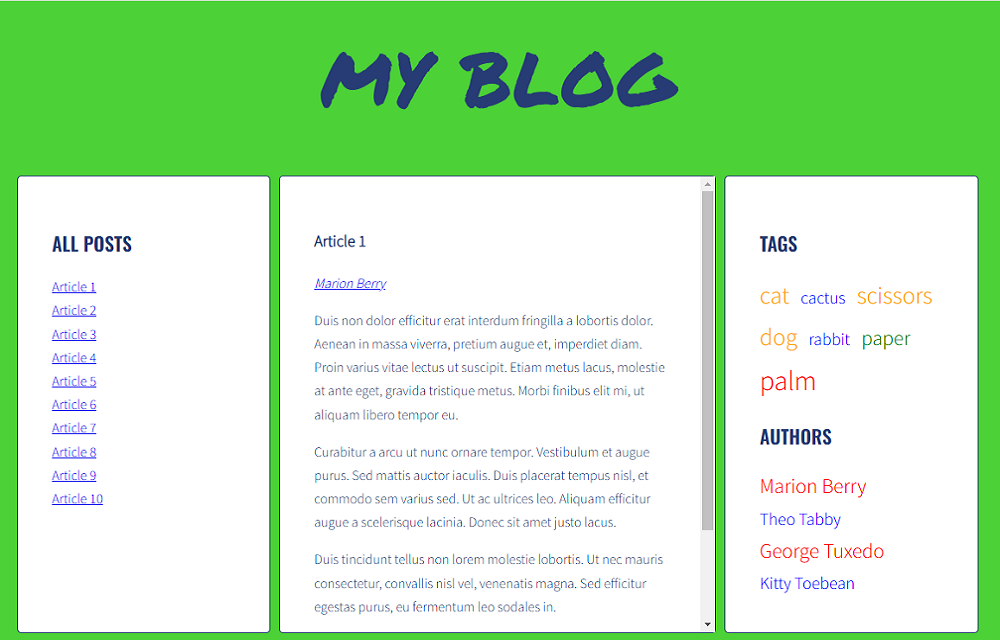 MY BLOG
ALL POSTS
Article 1
Article 2
Article 3
Article 4
Article 5
Article 6
Article 7
Article 8
Article 9
Article 10
Article 1
Marion Berry
Duis non dolor efficitur erat interdum fringilla a lobortis dolor.
Aenean in massa viverra, pretium augue et, imperdiet diam.
Proin varius vitae lectus ut suscipit. Etiam metus lacus, molestie
at ante eget, gravida tristique metus. Morbi finibus elit mi, ut
aliquam libero tempor eu.
Curabitur a arcu ut nunc ornare tempor. Vestibulum et augue
purus. Sed mattis auctor iaculis. Duis placerat tempus nisl, et
commodo sem varius sed. Ut ac ultrices leo. Aliquam efficitur
augue a scelerisque lacinia. Donec sit amet justo lacus.
Duis tincidunt tellus non lorem molestie lobortis. Ut nec mauris
consectetur, convallis nisl vel, venenatis magna. Sed efficitur
egestas purus, eu fermentum leo sodales in.
TAGS
cat cactus scissors
dog rabbit paper
palm
AUTHORS
Marion Berry
Theo Tabby
George Tuxedo
Kitty Toebean